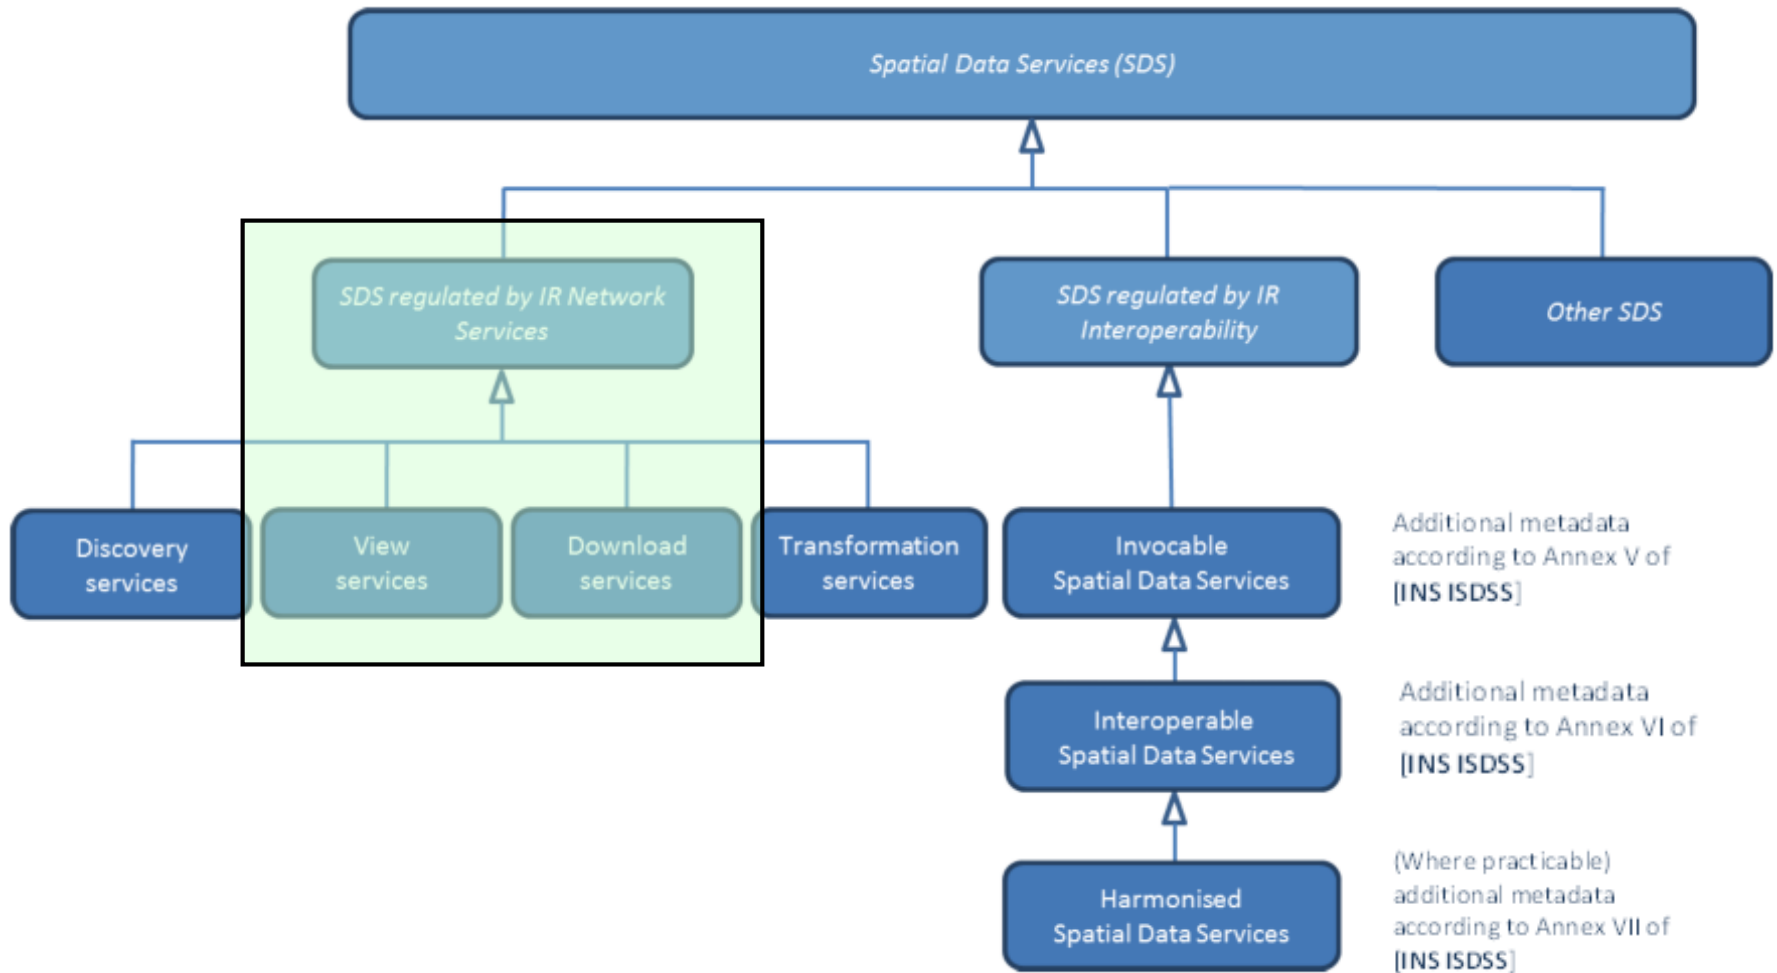 Spatial Data Services (SDS)
SDS regulated by IR Network
Services
SDS regulated by IR
Interoperability
Other SDS
Discovery
services
View
services
Download
services
Transformation
services
Invocable
Spatial Data Services
Additional metadata
according to Annex V of
[INS ISDSS]
Interoperable
Spatial Data Services
Additional metadata
according to Annex VI of
[INS ISDSS]
Harmonised
Spatial Data Services
(Where practicable)
additional metadata
according to Annex VII of
[INS ISDSS]